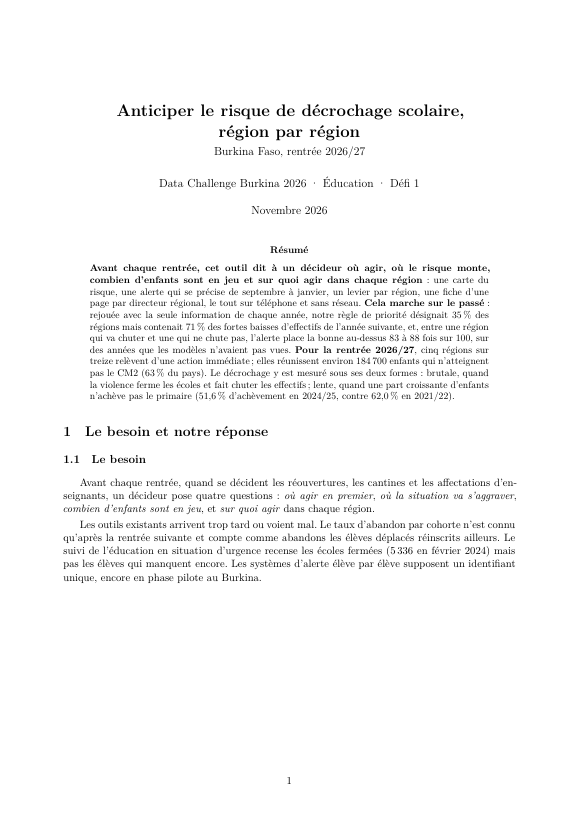 Anticiper le risque de décrochage scolaire,
région par région
Burkina Faso, rentrée 2026/27
Data Challenge Burkina 2026 · Éducation · Défi 1
Novembre 2026
Résumé
Avant chaque rentrée, cet outil dit à un décideur où agir, où le risque monte,
combien d'enfants sont en jeu et sur quoi agir dans chaque région : une carte du
risque, une alerte qui se précise de septembre à janvier, un levier par région, une fiche d'une
page par directeur régional, le tout sur téléphone et sans réseau. Cela marche sur le passé :
rejouée avec la seule information de chaque année, notre règle de priorité désignait 35 % des
régions mais contenait 71 % des fortes baisses d'effectifs de l'année suivante, et, entre une région
qui va chuter et une qui ne chute pas, l'alerte place la bonne au-dessus 83 à 88 fois sur 100, sur
des années que les modèles n'avaient pas vues. Pour la rentrée 2026/27, cinq régions sur
treize relèvent d'une action immédiate ; elles réunissent environ 184 700 enfants qui n'atteignent
pas le CM2 (63 % du pays). Le décrochage y est mesuré sous ses deux formes : brutale, quand
la violence ferme les écoles et fait chuter les effectifs ; lente, quand une part croissante d'enfants
n'achève pas le primaire (51,6 % d'achèvement en 2024/25, contre 62,0 % en 2021/22).
1 Le besoin et notre réponse
1.1 Le besoin
Avant chaque rentrée, quand se décident les réouvertures, les cantines et les affectations d'en-
seignants, un décideur pose quatre questions : où agir en premier, où la situation va s'aggraver,
combien d'enfants sont en jeu, et sur quoi agir dans chaque région.
Les outils existants arrivent trop tard ou voient mal. Le taux d'abandon par cohorte n'est connu
qu'après la rentrée suivante et compte comme abandons les élèves déplacés réinscrits ailleurs. Le
suivi de l'éducation en situation d'urgence recense les écoles fermées (5 336 en février 2024) mais
pas les élèves qui manquent encore. Les systèmes d'alerte élève par élève supposent un identifiant
unique, encore en phase pilote au Burkina.
1